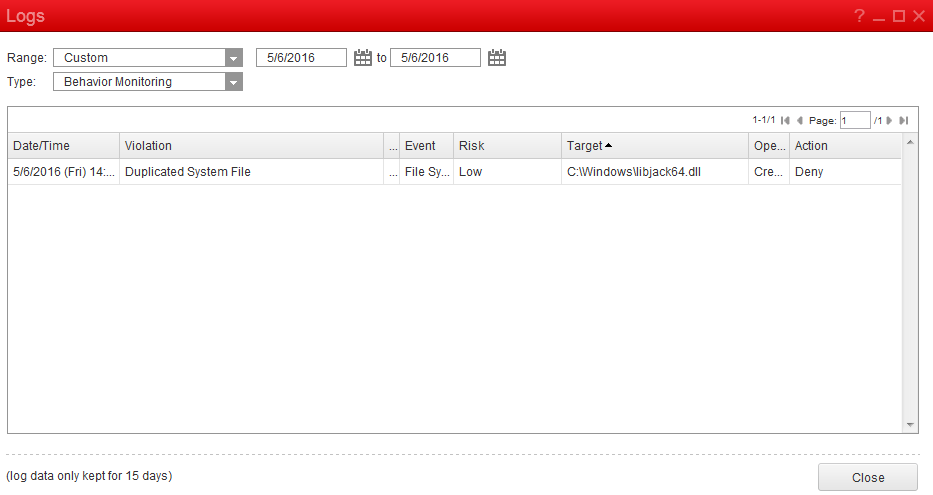 Logs ?
Range: Custom 5/6/2016 to 5/6/2016
Type: Behavior Monitoring
1-1/1 Page: 1 /1
Date/Time Violation ... Event Risk Target Ope... Action
5/6/2016 (Fri) 14:... Duplicated System File ... File Sy... Low C:\Windows\libjack64.dll Cre... Deny
(log data only kept for 15 days) Close